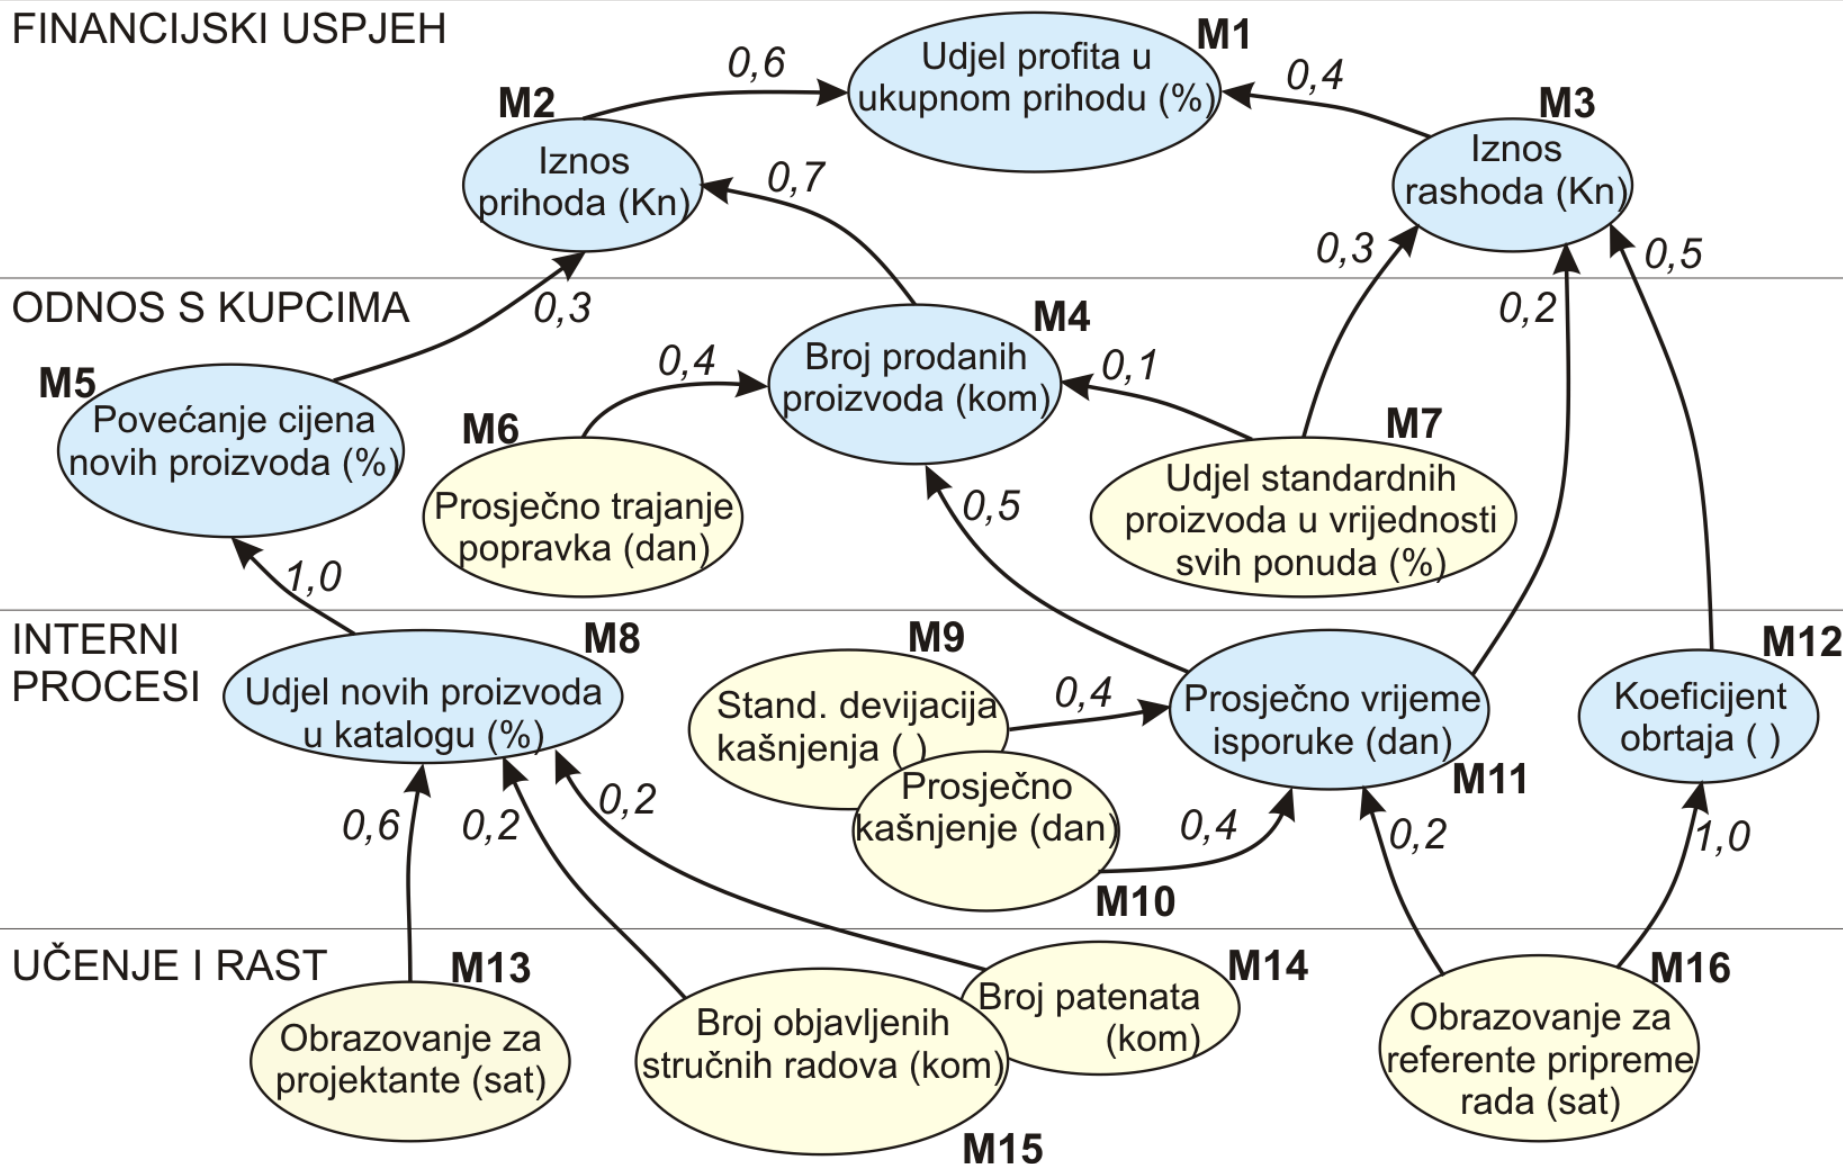 FINANCIJSKI USPJEH
M1
Udjel profita u
ukupnom prihodu (%)
0,6
0,4
M2
Iznos
prihoda (Kn)
M3
Iznos
rashoda (Kn)
0,7
0,3
0,5
0,2
0,3
ODNOS S KUPCIMA
M4
Broj prodanih
proizvoda (kom)
0,4
0,1
M5
Povećanje cijena
novih proizvoda (%)
M6
Prosječno trajanje
popravka (dan)
M7
Udjel standardnih
proizvoda u vrijednosti
svih ponuda (%)
0,5
1,0
INTERNI
PROCESI
M8
Udjel novih proizvoda
u katalogu (%)
M9
Stand. devijacija
kašnjenja ( )
0,4
Prosječno vrijeme
isporuke (dan)
M11
M12
Koeficijent
obrtaja ( )
Prosječno
kašnjenje (dan)
M10
0,6
0,2
0,2
0,4
0,2
1,0
UČENJE I RAST
M13
Obrazovanje za
projektante (sat)
Broj objavljenih
stručnih radova (kom)
M15
M14
Broj patenata
(kom)
M16
Obrazovanje za
referente pripreme
rada (sat)